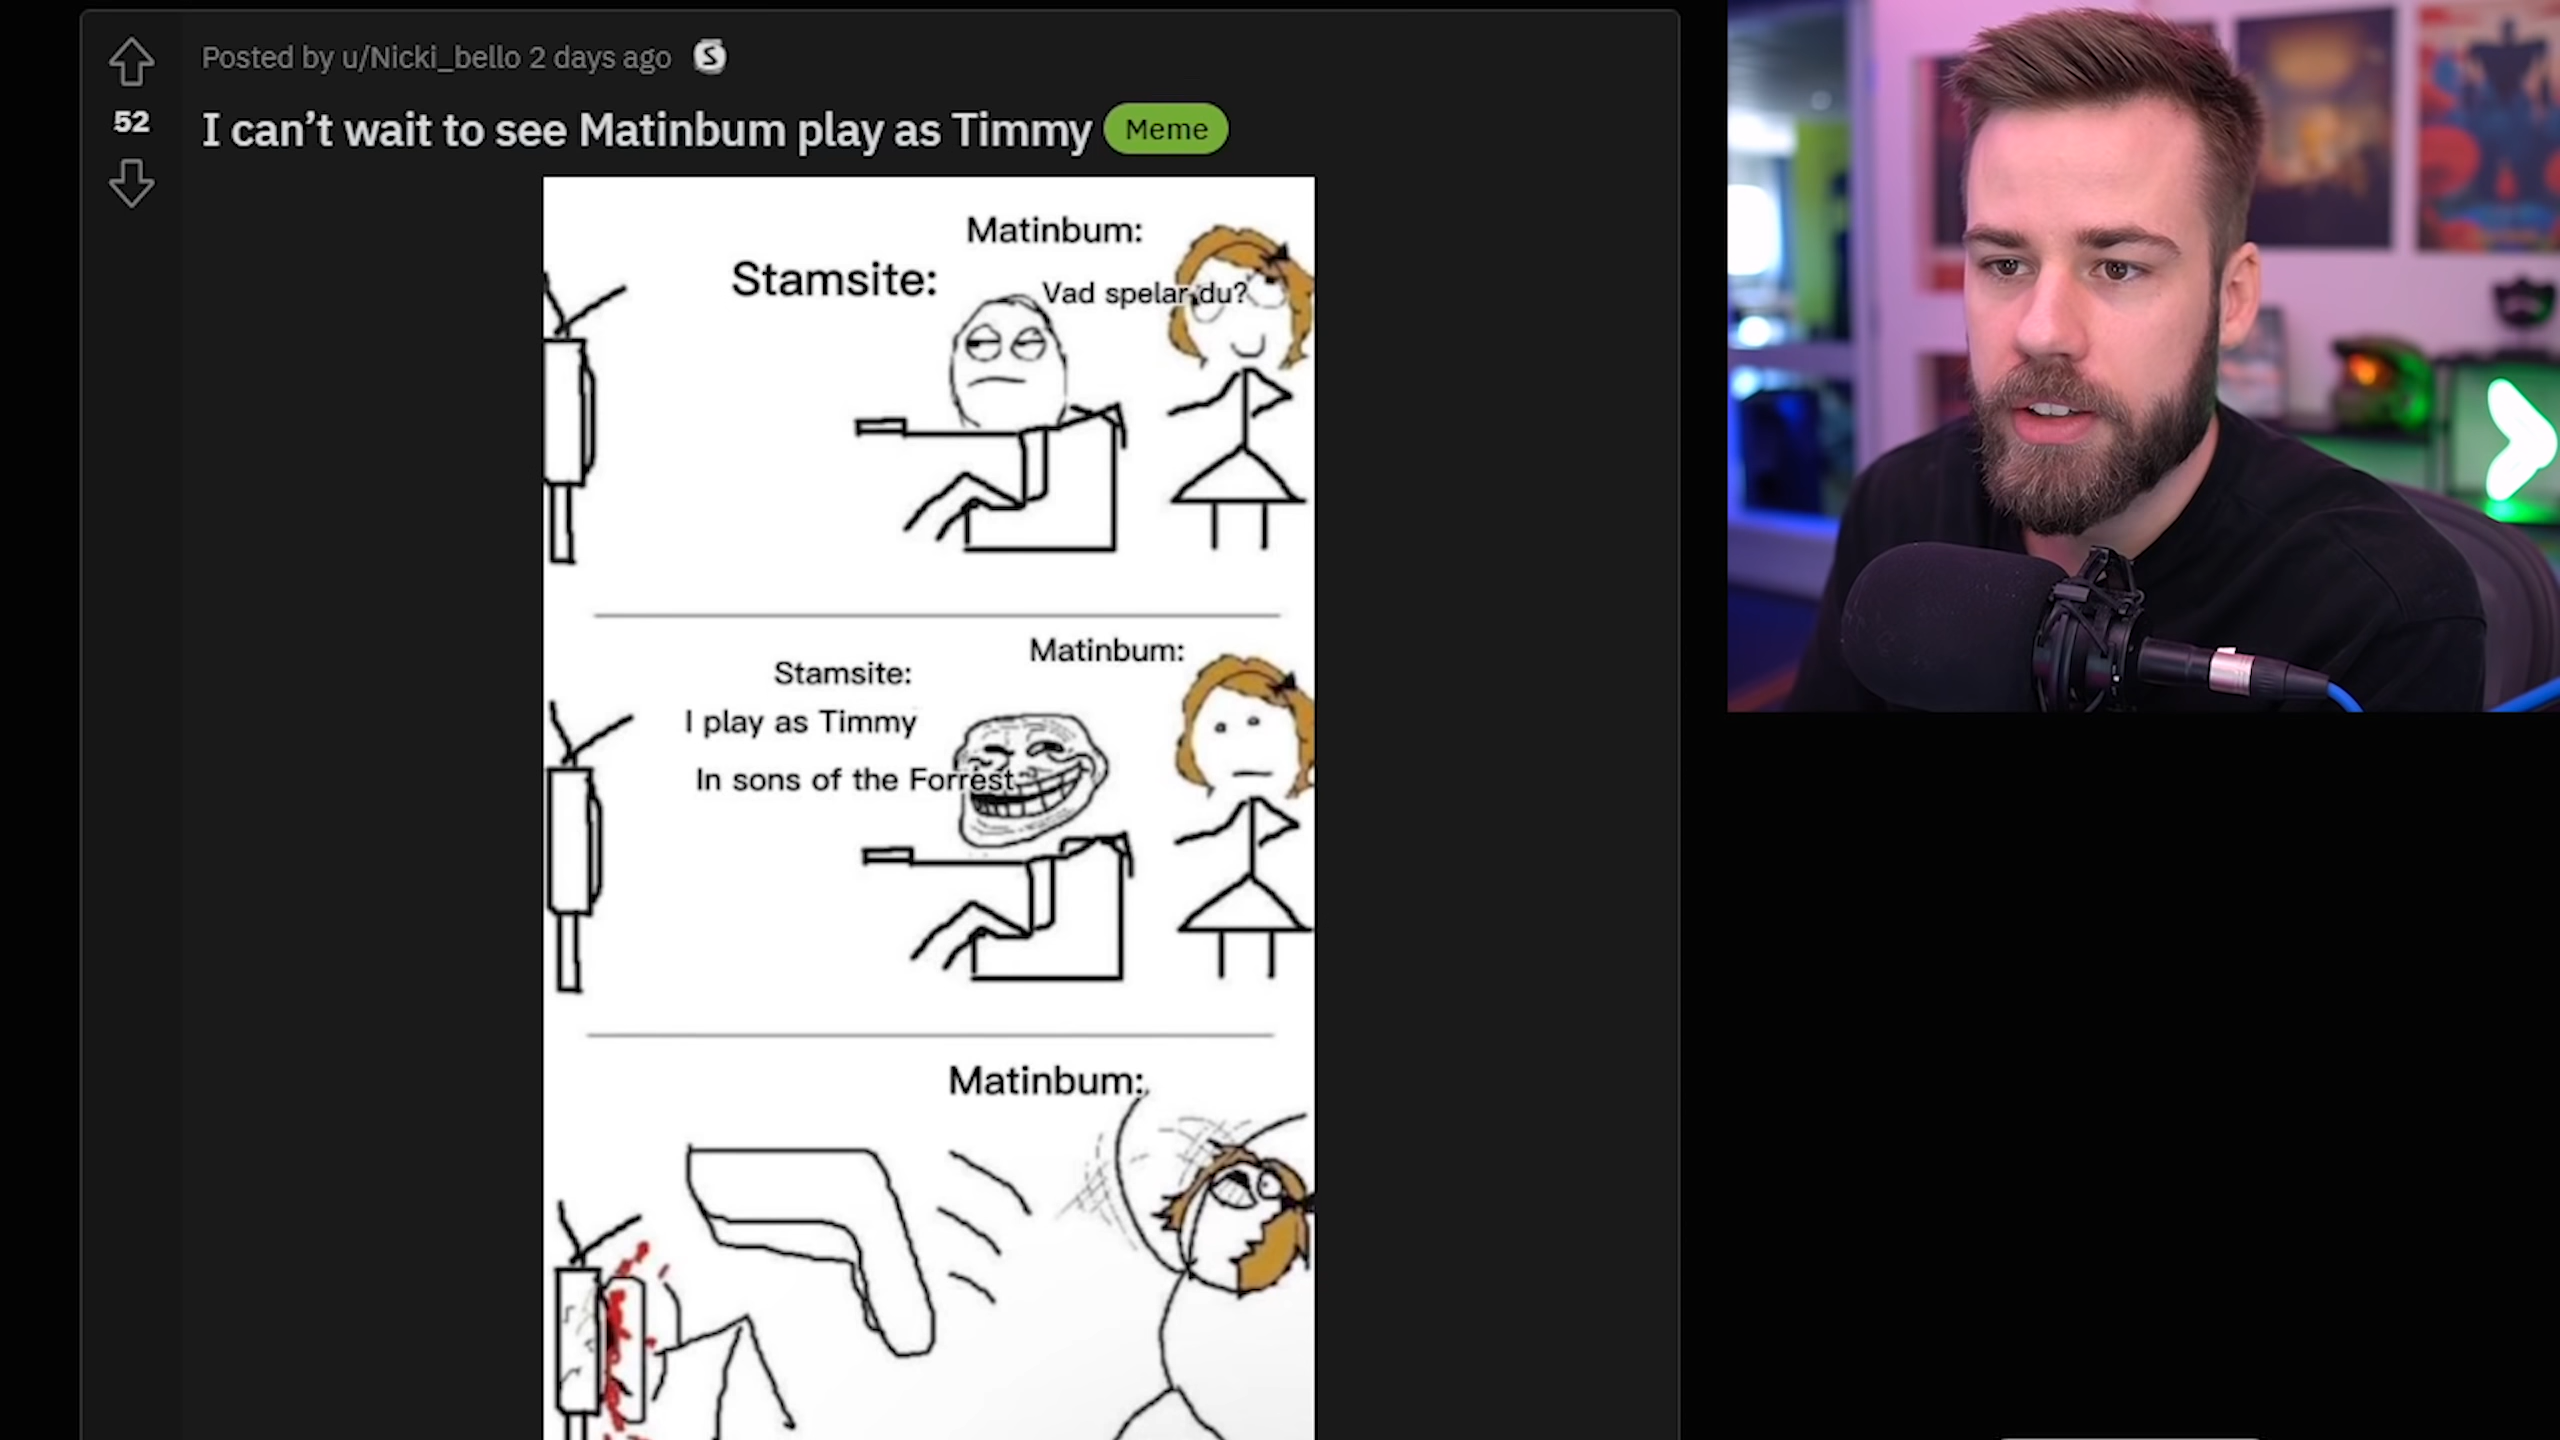 Posted by u/Nicki_bello 2 days ago
52
I can’t wait to see Matinbum play as Timmy Meme
Matinbum:
Stamsite:
Vad spelar du?
Matinbum:
Stamsite:
I play as Timmy
In sons of the Forrest
Matinbum: